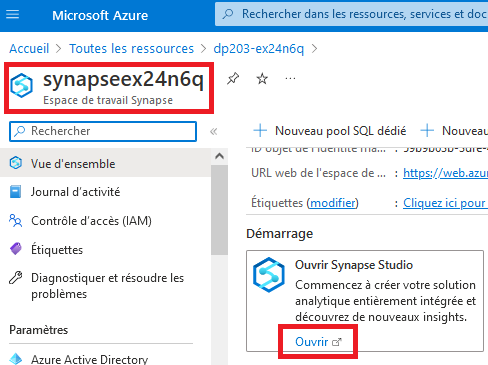 Microsoft Azure
Rechercher dans les ressources, services et doc
Accueil > Toutes les ressources > dp203-ex24n6q >
synapseex24n6q
Espace de travail Synapse
Rechercher
Vue d'ensemble
Journal d'activité
Contrôle d'accès (IAM)
Étiquettes
Diagnostiquer et résoudre les
problèmes
Paramètres
Azure Active Directory
+ Nouveau pool SQL dédié + Nouveau
ID objet de l'identité ma... :
URL web de l'espace de ... : https://web.azu
Étiquettes (modifier) : Cliquez ici pour
Démarrage
Ouvrir Synapse Studio
Commencez à créer votre solution
analytique entièrement intégrée et
découvrez de nouveaux insights.
Ouvrir